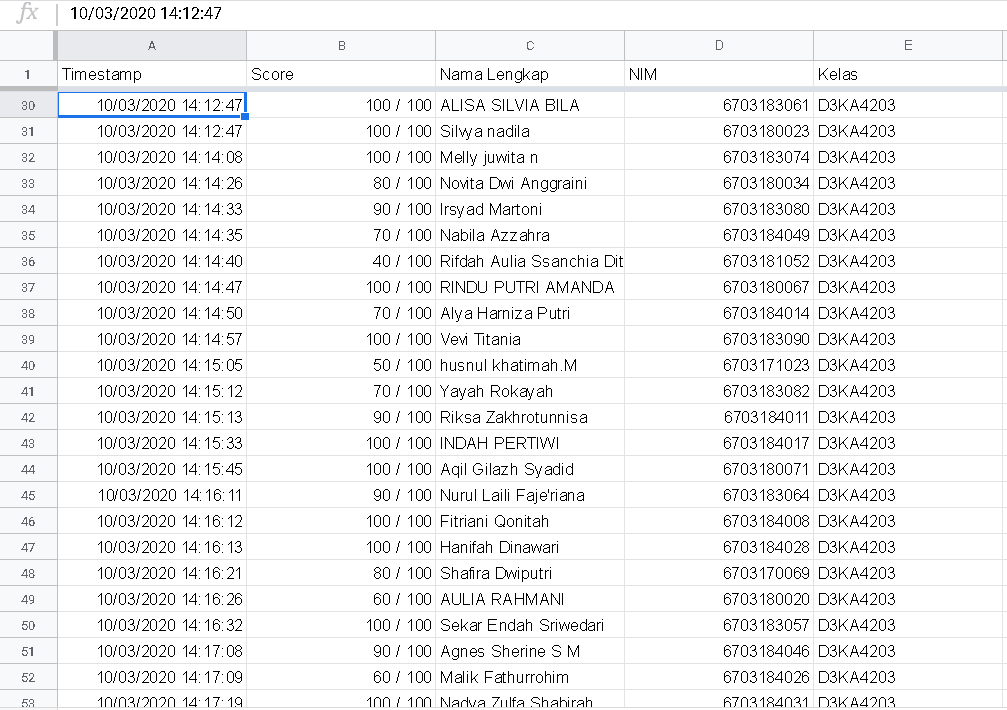 fx 10/03/2020 14:12:47
A B C D E
1 Timestamp Score Nama Lengkap NIM Kelas
30 10/03/2020 14:12:47 100 / 100 ALISA SILVIA BILA 6703183061 D3KA4203
31 10/03/2020 14:12:47 100 / 100 Silvya nadila 6703180023 D3KA4203
32 10/03/2020 14:14:08 100 / 100 Melly juwita n 6703183074 D3KA4203
33 10/03/2020 14:14:26 80 / 100 Novita Dwi Anggraini 6703180034 D3KA4203
34 10/03/2020 14:14:33 90 / 100 Irsyad Martoni 6703183080 D3KA4203
35 10/03/2020 14:14:35 70 / 100 Nabila Azzahra 6703184049 D3KA4203
36 10/03/2020 14:14:40 40 / 100 Rifdah Aulia Ssanchia Dit 6703181052 D3KA4203
37 10/03/2020 14:14:47 100 / 100 RINDU PUTRI AMANDA 6703180067 D3KA4203
38 10/03/2020 14:14:50 70 / 100 Alya Harniza Putri 6703184014 D3KA4203
39 10/03/2020 14:14:57 100 / 100 Vevi Titania 6703183090 D3KA4203
40 10/03/2020 14:15:05 50 / 100 husnul khatimah.M 6703171023 D3KA4203
41 10/03/2020 14:15:12 70 / 100 Yayah Rokayah 6703183082 D3KA4203
42 10/03/2020 14:15:13 90 / 100 Riksa Zakhrotunnisa 6703184011 D3KA4203
43 10/03/2020 14:15:33 100 / 100 INDAH PERTIWI 6703184017 D3KA4203
44 10/03/2020 14:15:45 100 / 100 Aqil Gilazh Syadid 6703180071 D3KA4203
45 10/03/2020 14:16:11 90 / 100 Nurul Laili Faje'riana 6703183064 D3KA4203
46 10/03/2020 14:16:12 100 / 100 Fitriani Qonitah 6703184008 D3KA4203
47 10/03/2020 14:16:13 100 / 100 Hanifah Dinawari 6703184028 D3KA4203
48 10/03/2020 14:16:21 80 / 100 Shafira Dwiputri 6703170069 D3KA4203
49 10/03/2020 14:16:26 60 / 100 AULIA RAHMANI 6703180020 D3KA4203
50 10/03/2020 14:16:32 100 / 100 Sekar Endah Sriwedari 6703183057 D3KA4203
51 10/03/2020 14:17:08 90 / 100 Agnes Sherine S M 6703184046 D3KA4203
52 10/03/2020 14:17:09 60 / 100 Malik Fathurrohim 6703184026 D3KA4203
53 10/03/2020 14:17:19 100 / 100 Nadya Zulfa Shabirah 6703184031 D3KA4203